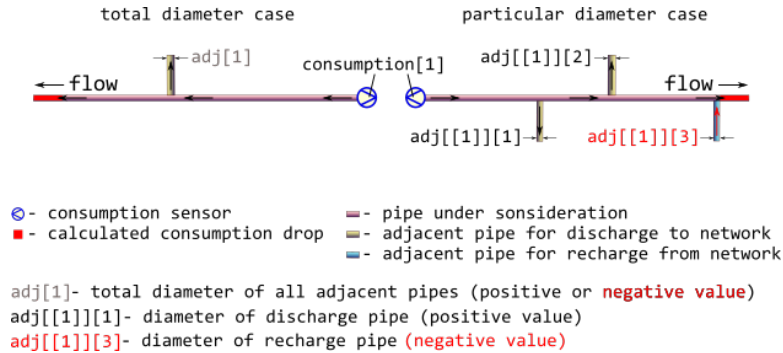 total diameter case
particular diameter case
adj[1]
consumption[1]
adj[[1]][2]
flow
flow
adj[[1]][1]
adj[[1]][3]
- consumption sensor
- pipe under sonsideration
- calculated consumption drop
- adjacent pipe for discharge to network
- adjacent pipe for recharge from network
adj[1]- total diameter of all adjacent pipes (positive or negative value)
adj[[1]][1]- diameter of discharge pipe (positive value)
adj[[1]][3]- diameter of recharge pipe (negative value)